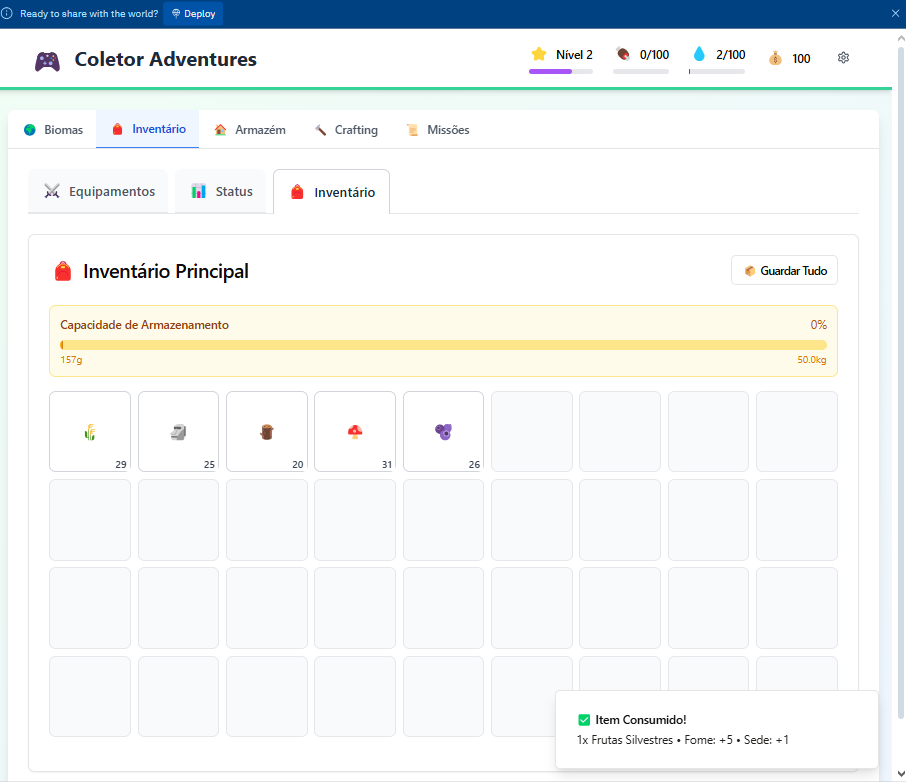 Ready to share with the world? Deploy
Coletor Adventures
Nível 2 0/100 2/100 100
Biomas Inventário Armazém Crafting Missões
Equipamentos Status Inventário
Inventário Principal
Guardar Tudo
Capacidade de Armazenamento 0%
157g 50.0kg
29 25 20 31 26
Item Consumido!
1x Frutas Silvestres • Fome: +5 • Sede: +1